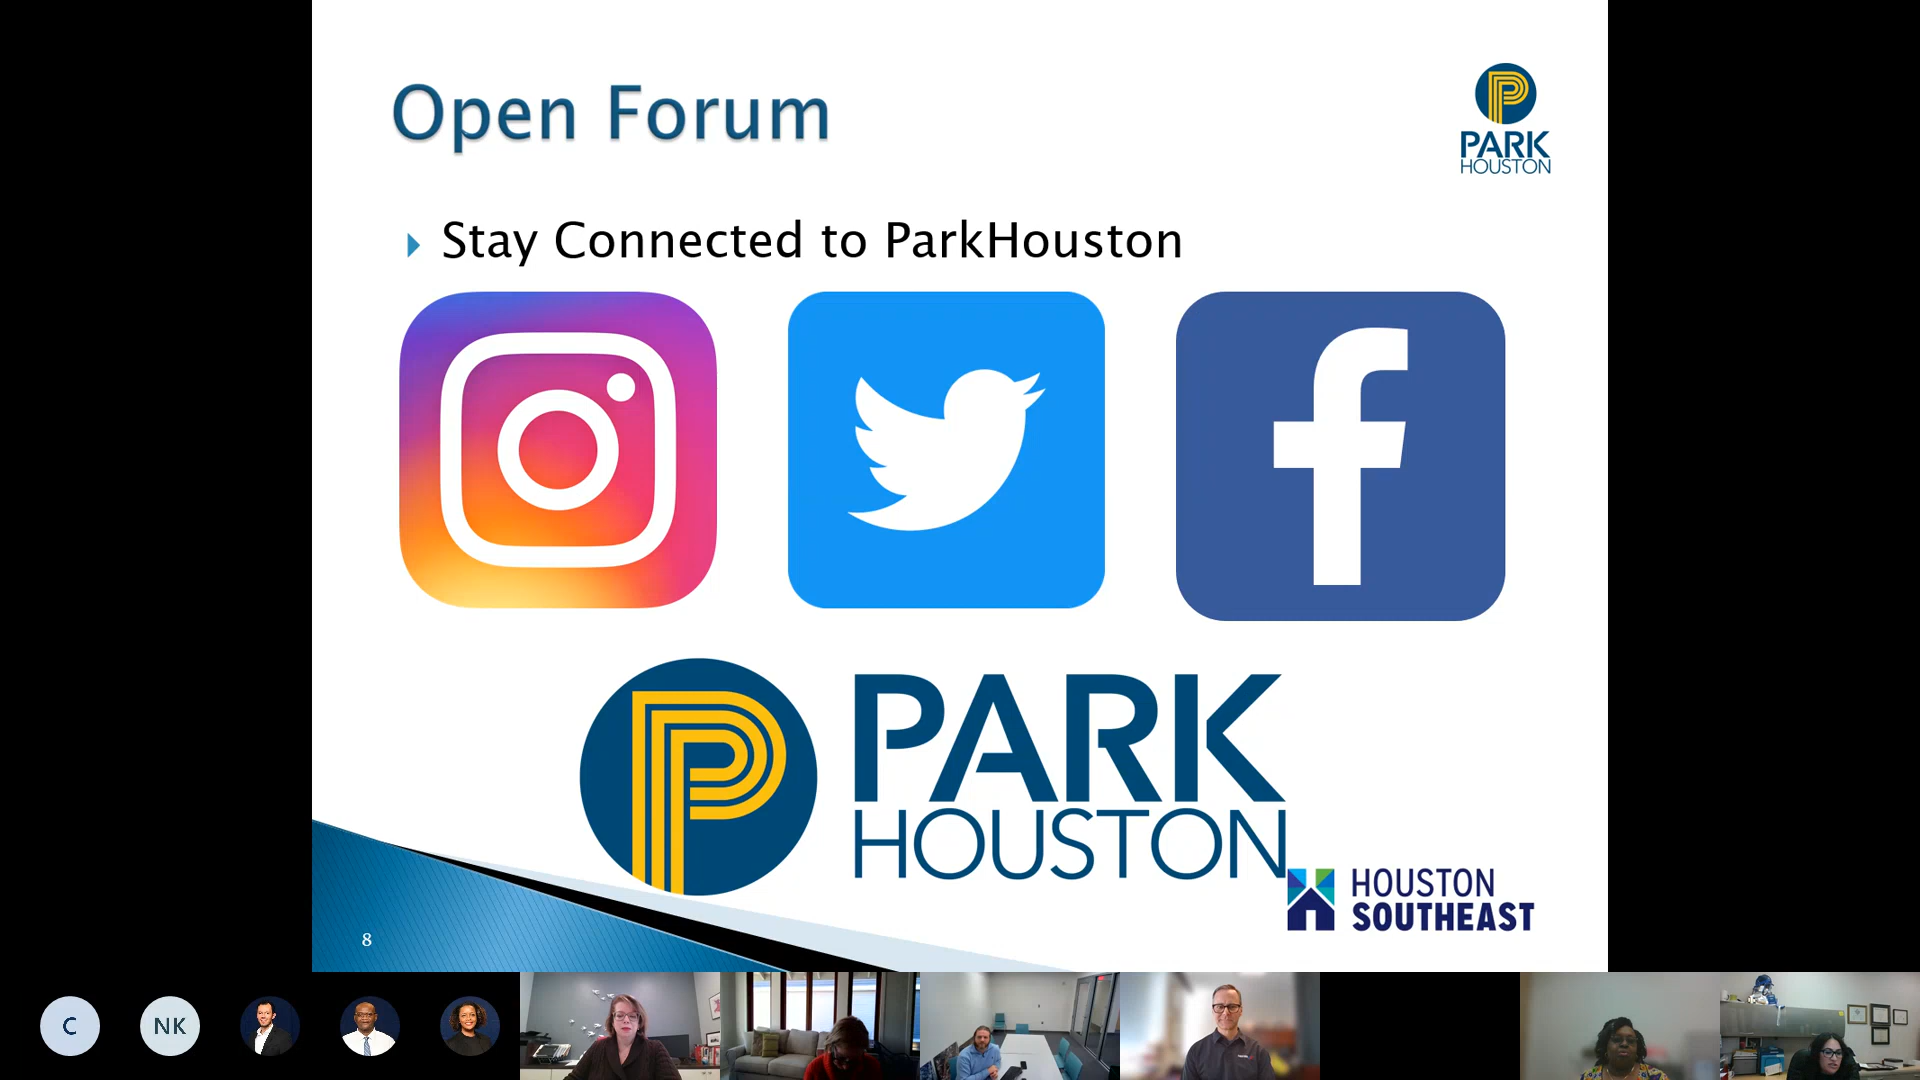 Open Forum
PARK
HOUSTON
Stay Connected to ParkHouston
PARK
HOUSTON
HOUSTON
SOUTHEAST
8
C
NK